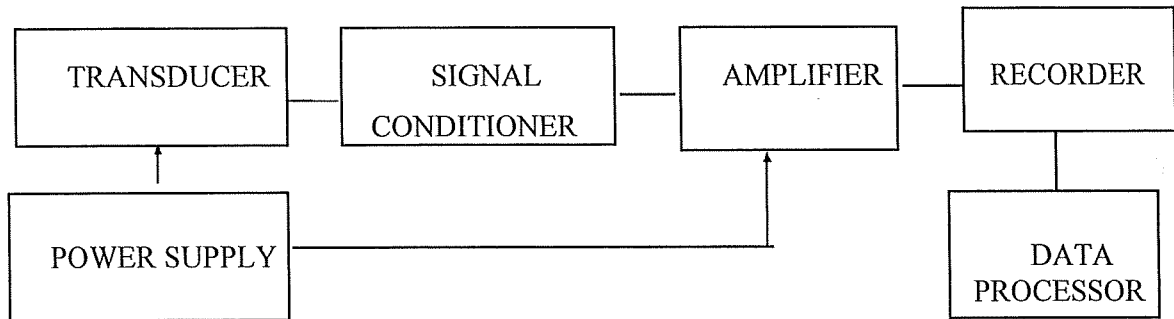 TRANSDUCER
SIGNAL
CONDITIONER
AMPLIFIER
RECORDER
POWER SUPPLY
DATA
PROCESSOR